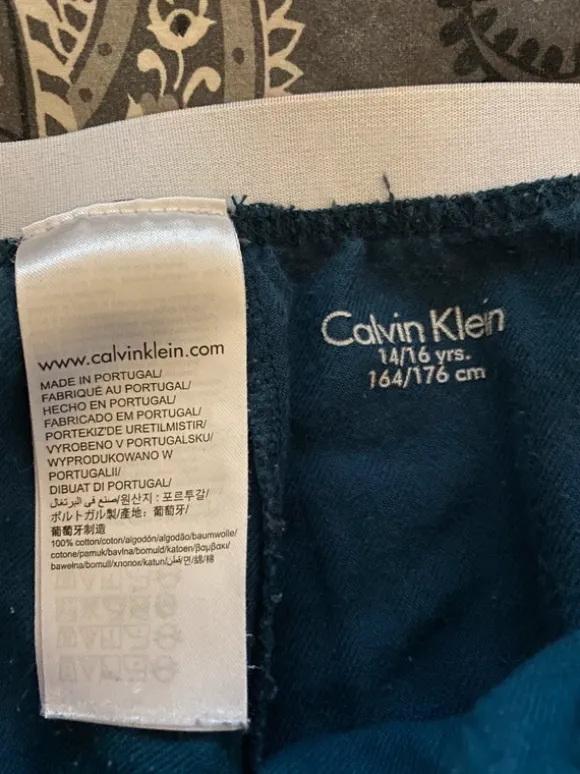 www.calvinklein.com
MADE IN PORTUGAL/
FABRIQUÉ AU PORTUGAL/
HECHO EN PORTUGAL/
FABRICADO EM PORTUGAL/
PORTEKIZ'DE URETILMISTIR/
VYROBENO V PORTUGALSKU/
WYPRODUKOWANO W
PORTUGALII/
DIBUAT DI PORTUGAL/
صنع في البرتغال/원산지 : 포르투갈/
ポルトガル製/產地: 葡萄牙/
葡萄牙制造
100% cotton/coton/algodón/algodão/baumwolle/
cotone/pamuk/bavlna/bomuld/katoen/βαμβακι/
bawełna/bomull/хлопок/katun/قطن/면/綿/棉
Calvin Klein
14/16 yrs.
164/176 cm